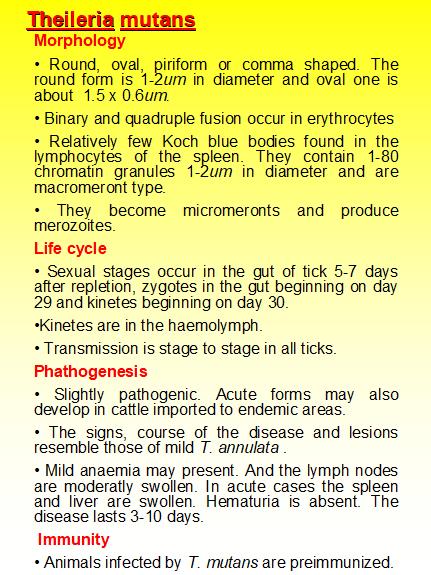 Theileria mutans
Morphology
• Round, oval, piriform or comma shaped. The
round form is 1-2um in diameter and oval one is
about 1.5 x 0.6um.
• Binary and quadruple fusion occur in erythrocytes
• Relatively few Koch blue bodies found in the
lymphocytes of the spleen. They contain 1-80
chromatin granules 1-2um in diameter and are
macromeront type.
• They become micromeronts and produce
merozoites.
Life cycle
• Sexual stages occur in the gut of tick 5-7 days
after repletion, zygotes in the gut beginning on day
29 and kinetes beginning on day 30.
•Kinetes are in the haemolymph.
• Transmission is stage to stage in all ticks.
Phathogenesis
• Slightly pathogenic. Acute forms may also
develop in cattle imported to endemic areas.
• The signs, course of the disease and lesions
resemble those of mild T. annulata .
• Mild anaemia may present. And the lymph nodes
are moderatly swollen. In acute cases the spleen
and liver are swollen. Hematuria is absent. The
disease lasts 3-10 days.
Immunity
• Animals infected by T. mutans are preimmunized.